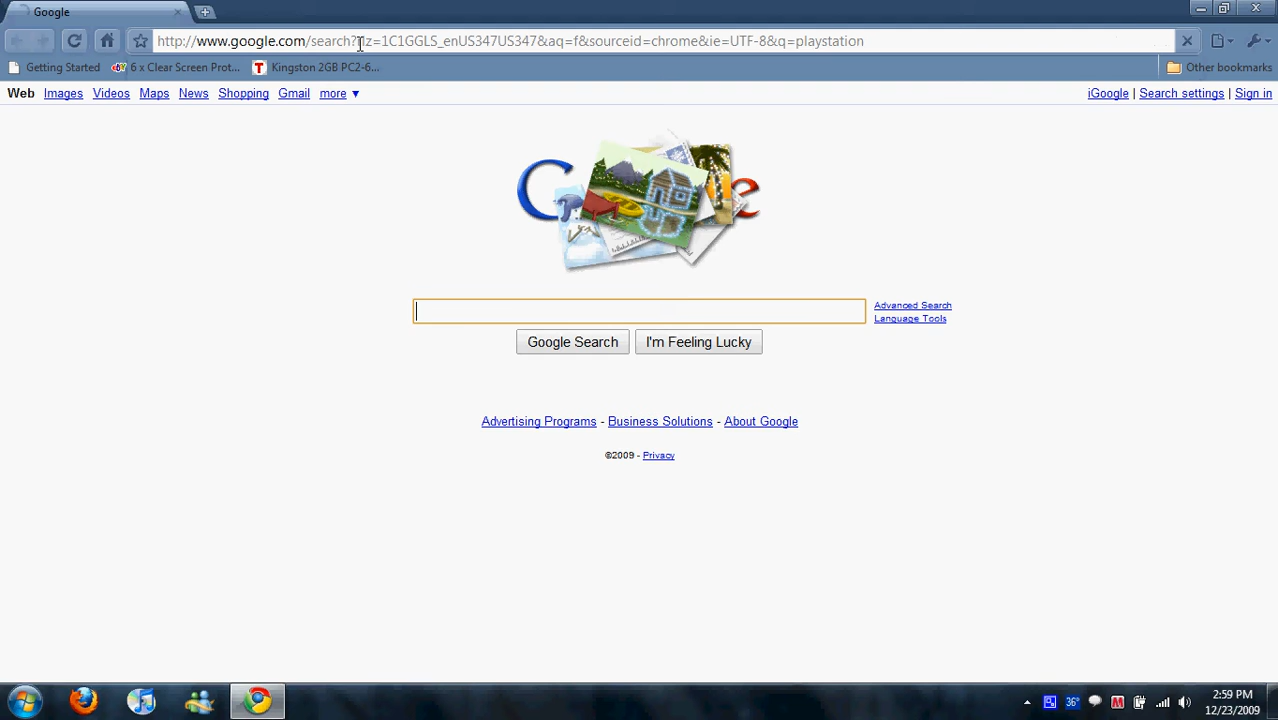 Google
http://www.google.com/search?rlz=1C1GGLS_enUS347US347&aq=f&sourceid=chrome&ie=UTF-8&q=playstation
Getting Started 6 x Clear Screen Prot... Kingston 2GB PC2-6... Other bookmarks
Web Images Videos Maps News Shopping Gmail more ▼ iGoogle | Search settings | Sign in
Advanced Search
Language Tools
Google Search I'm Feeling Lucky
Advertising Programs - Business Solutions - About Google
©2009 - Privacy
36°
2:59 PM
12/23/2009